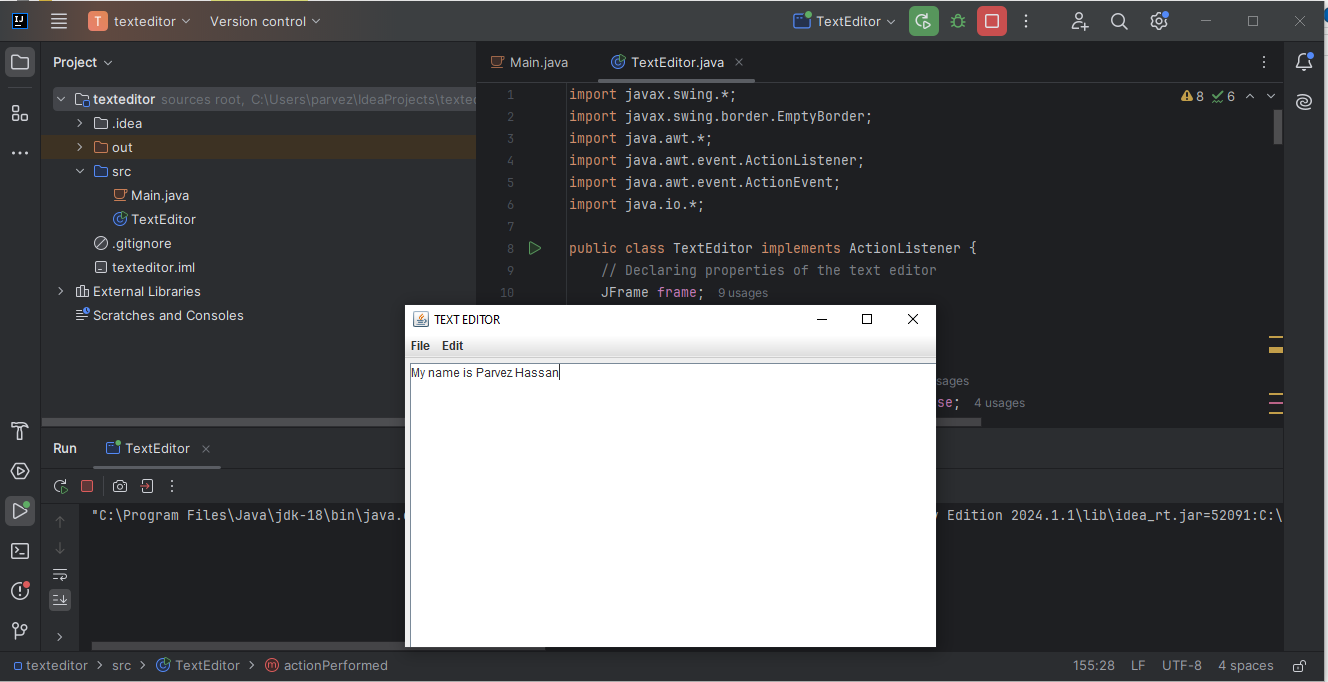 T texteditor Version control TextEditor
Project
Main.java TextEditor.java
texteditor sources root, C:\Users\parvez\IdeaProjects\texted
.idea
out
src
Main.java
TextEditor
.gitignore
texteditor.iml
External Libraries
Scratches and Consoles
8 6
1 import javax.swing.*;
2 import javax.swing.border.EmptyBorder;
3 import java.awt.*;
4 import java.awt.event.ActionListener;
5 import java.awt.event.ActionEvent;
6 import java.io.*;
7
8 public class TextEditor implements ActionListener {
9 // Declaring properties of the text editor
10 JFrame frame; 9 usages
sages
se; 4 usages
TEXT EDITOR
File Edit
My name is Parvez Hassan
Run TextEditor
"C:\Program Files\Java\jdk-18\bin\java. Edition 2024.1.1\lib\idea_rt.jar=52091:C:\
texteditor > src > TextEditor > actionPerformed 155:28 LF UTF-8 4 spaces